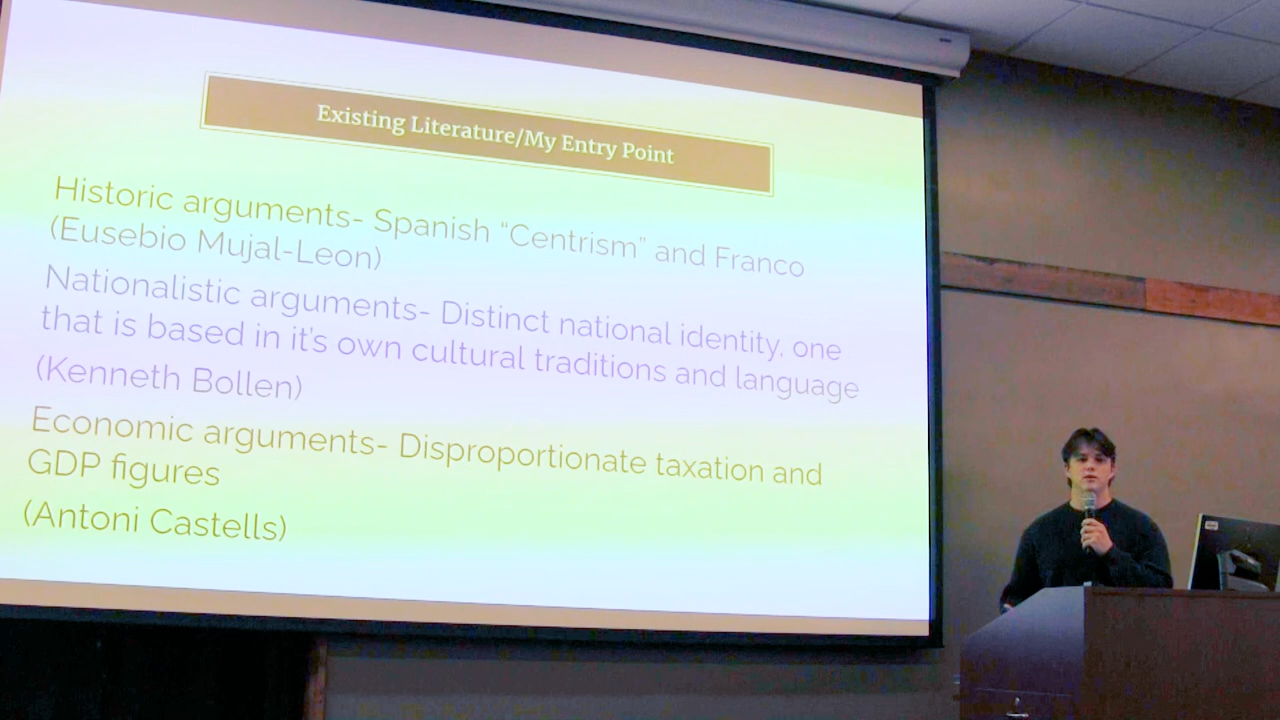 Existing Literature/My Entry Point
Historic arguments- Spanish “Centrism” and Franco
(Eusebio Mujal-Leon)
Nationalistic arguments- Distinct national identity, one
that is based in it’s own cultural traditions and language
(Kenneth Bollen)
Economic arguments- Disproportionate taxation and
GDP figures
(Antoni Castells)